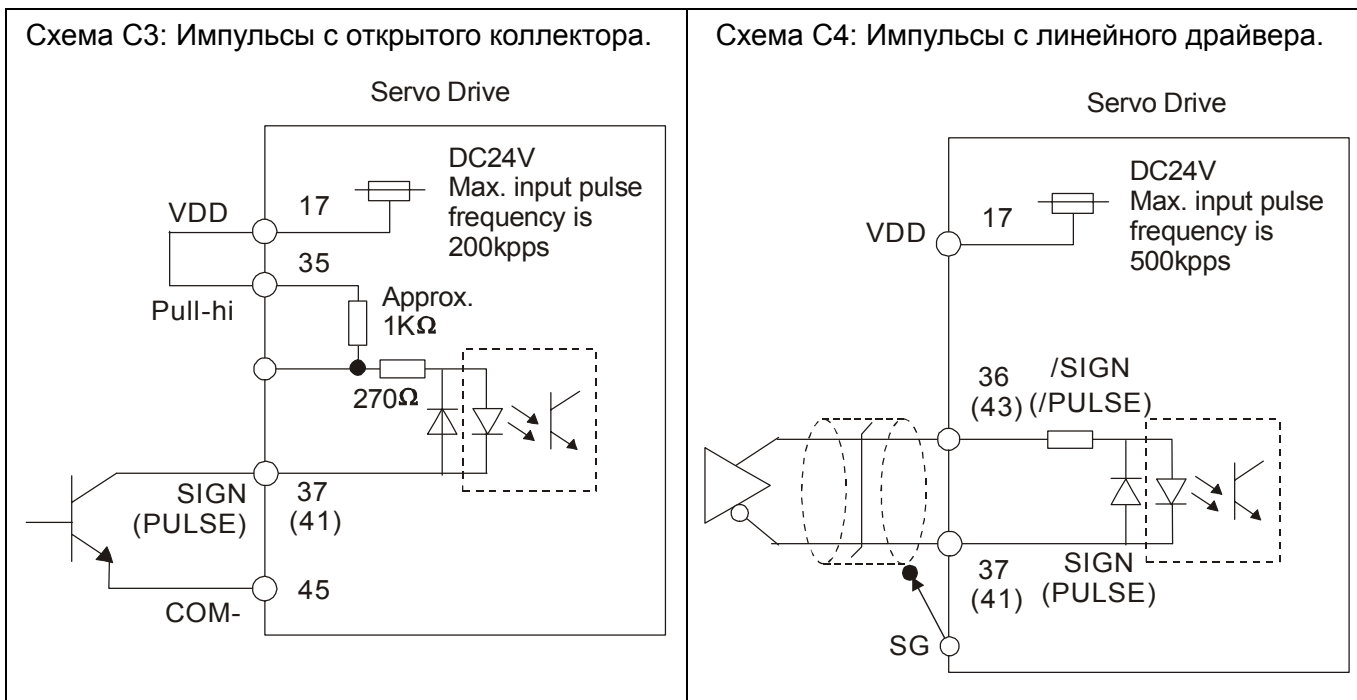 Схема C3: Импульсы с открытого коллектора.
Servo Drive
DC24V
Max. input pulse
frequency is
200kpps
VDD
17
35
Pull-hi
Approx.
1KΩ
270Ω
SIGN
(PULSE)
37
(41)
45
COM-
Схема C4: Импульсы с линейного драйвера.
Servo Drive
DC24V
Max. input pulse
frequency is
500kpps
VDD
17
36
(43)
/SIGN
(/PULSE)
37
(41)
SIGN
(PULSE)
SG